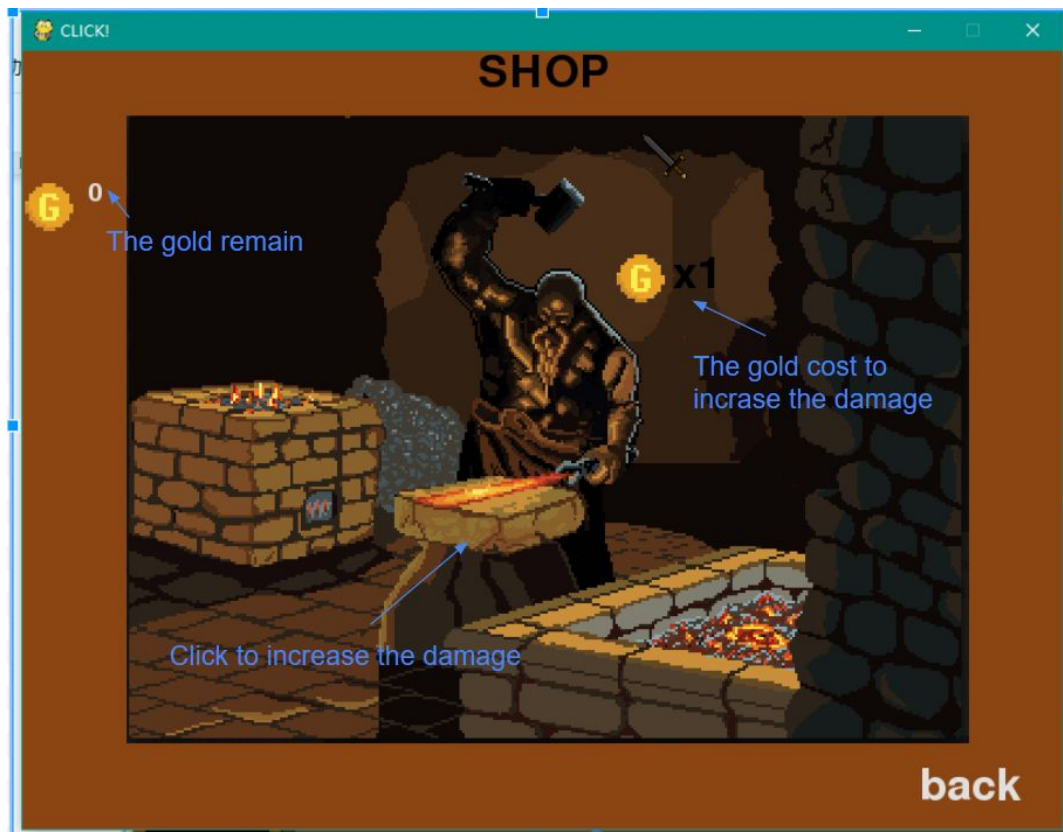 CLICK!
SHOP
G 0
The gold remain
G x1
The gold cost to
incrase the damage
Click to increase the damage
back